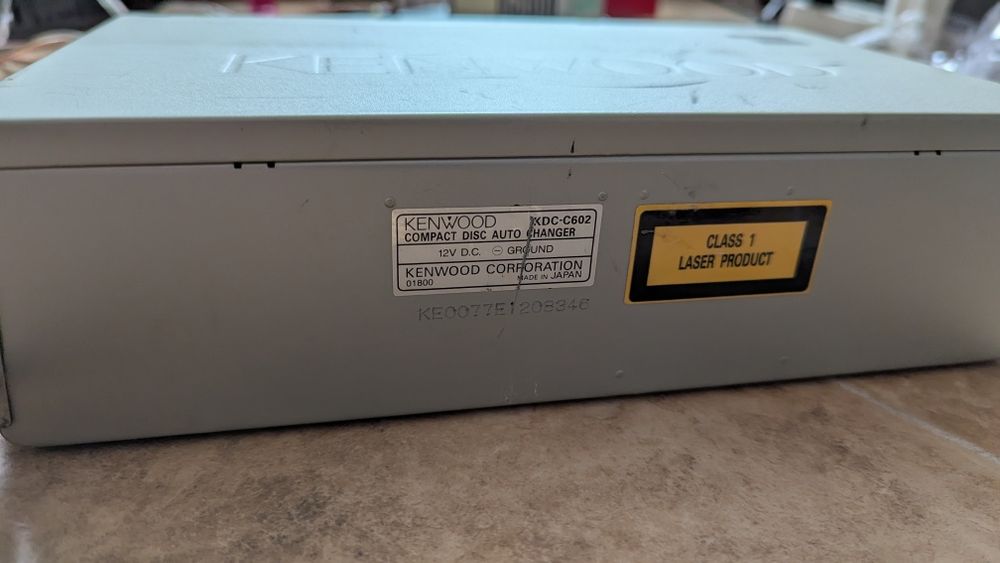 KENWOOD
KENWOOD KDC-C602
COMPACT DISC AUTO CHANGER
12V D.C. ⊖ GROUND
KENWOOD CORPORATION
01800 MADE IN JAPAN
KE0077E1208346
CLASS 1
LASER PRODUCT